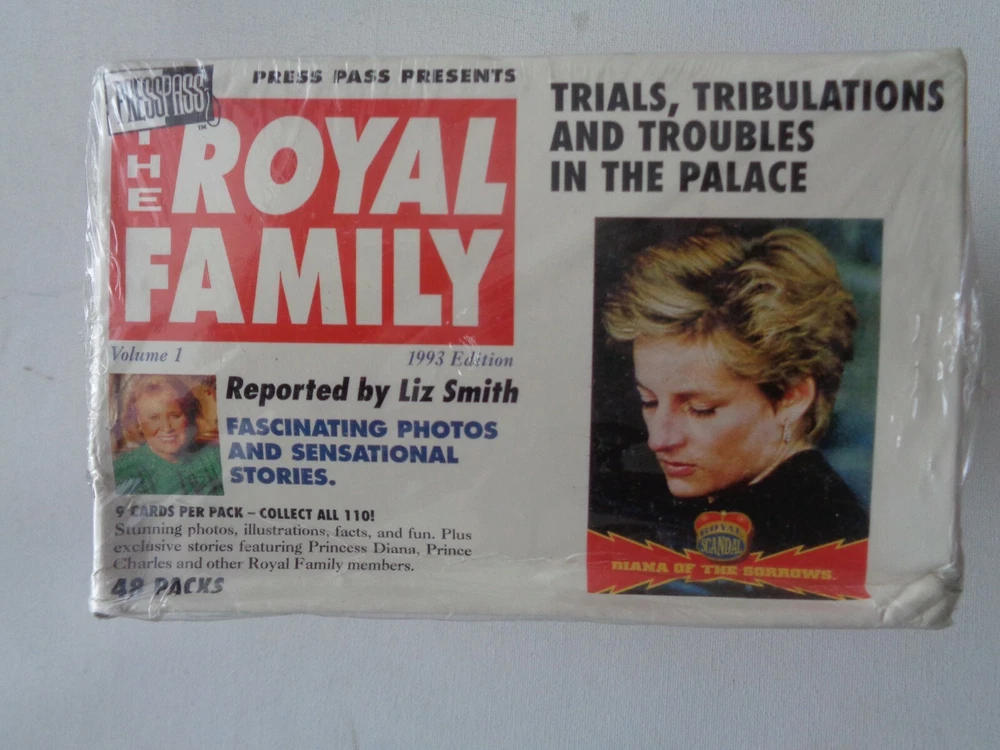 PRESS PASS
PRESS PASS PRESENTS
THE ROYAL
FAMILY
Volume 1 1993 Edition
Reported by Liz Smith
FASCINATING PHOTOS
AND SENSATIONAL
STORIES.
9 CARDS PER PACK – COLLECT ALL 110!
Stunning photos, illustrations, facts, and fun. Plus
exclusive stories featuring Princess Diana, Prince
Charles and other Royal Family members.
48 PACKS
TRIALS, TRIBULATIONS
AND TROUBLES
IN THE PALACE
ROYAL
SCANDAL
DIANA OF THE SORROWS.